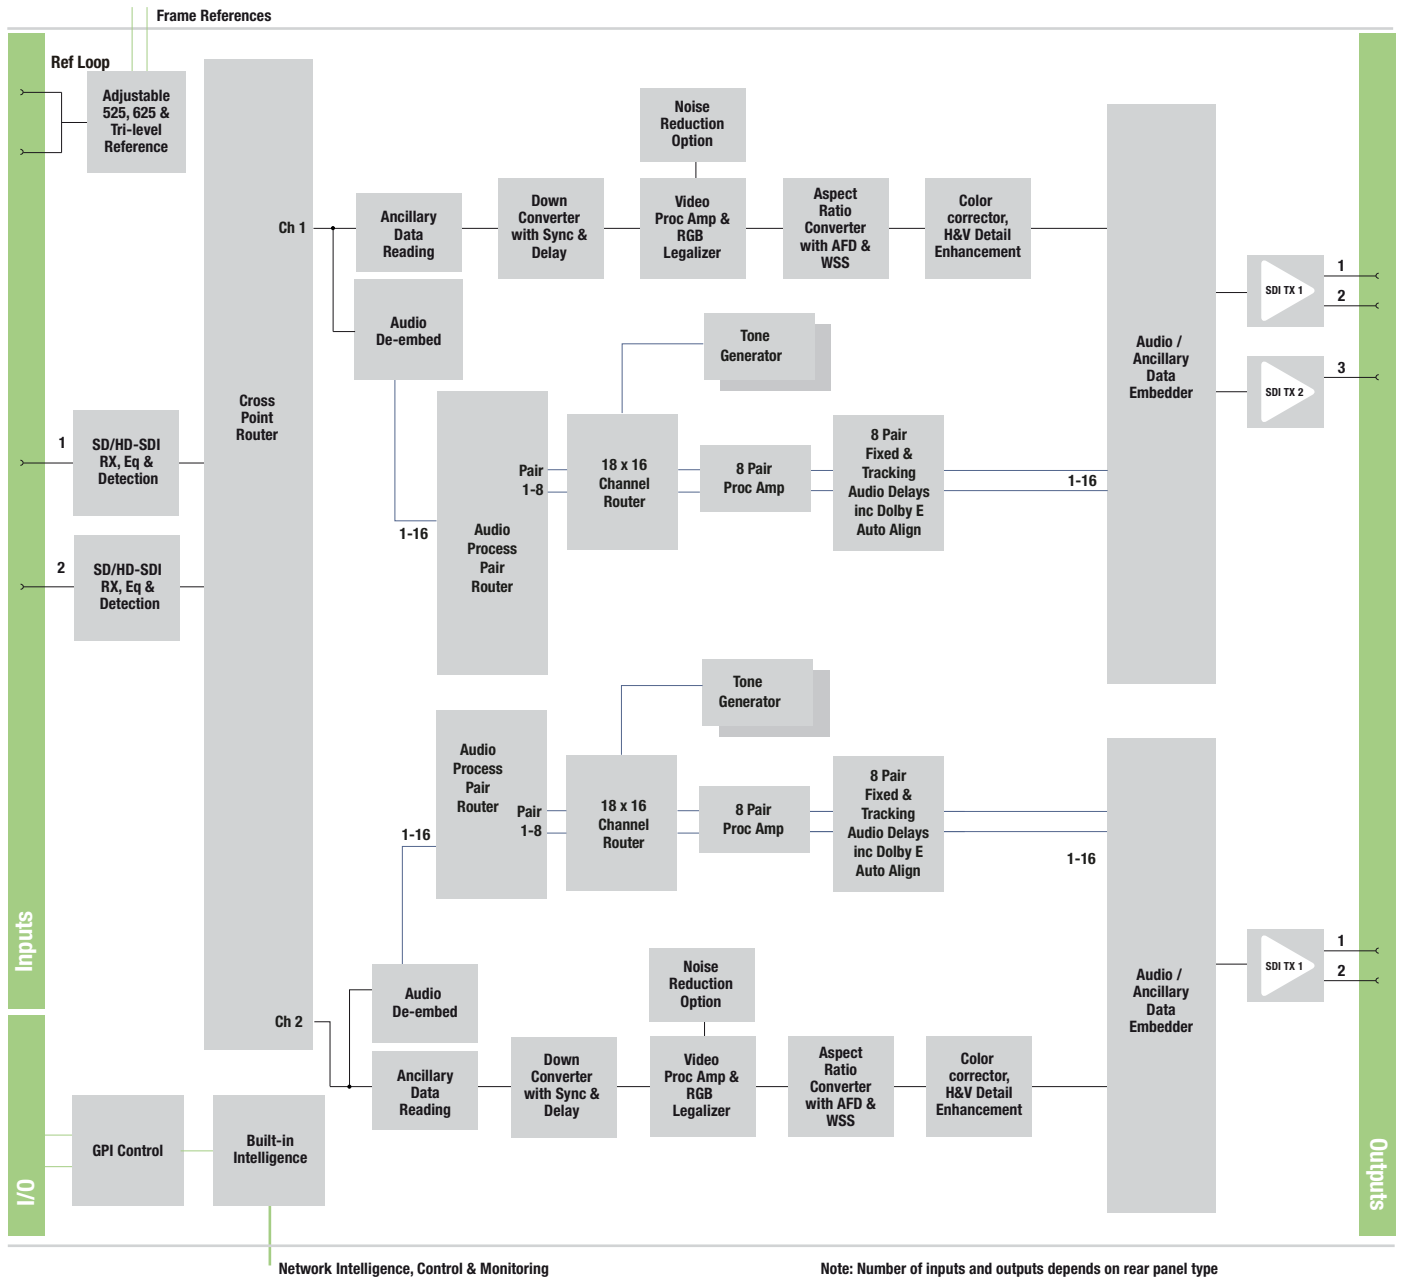 Frame References
Ref Loop
Adjustable
525, 625 &
Tri-level
Reference
Noise
Reduction
Option
Ch 1
Ancillary
Data
Reading
Down
Converter
with Sync &
Delay
Video
Proc Amp &
RGB
Legalizer
Aspect
Ratio
Converter
with AFD &
WSS
Color
corrector,
H&V Detail
Enhancement
Audio
De-embed
Tone
Generator
SDI TX 1
1
2
SDI TX 2
3
Audio /
Ancillary
Data
Embedder
Cross
Point
Router
1
SD/HD-SDI
RX, Eq &
Detection
2
SD/HD-SDI
RX, Eq &
Detection
1-16
Audio
Process
Pair
Router
Pair
1-8
18 x 16
Channel
Router
8 Pair
Proc Amp
8 Pair
Fixed &
Tracking
Audio Delays
inc Dolby E
Auto Align
1-16
Tone
Generator
Audio
Process
Pair
Router
Pair
1-8
1-16
18 x 16
Channel
Router
8 Pair
Proc Amp
8 Pair
Fixed &
Tracking
Audio Delays
inc Dolby E
Auto Align
1-16
Inputs
Audio
De-embed
Noise
Reduction
Option
Audio /
Ancillary
Data
Embedder
SDI TX 1
1
2
Ch 2
Ancillary
Data
Reading
Down
Converter
with Sync &
Delay
Video
Proc Amp &
RGB
Legalizer
Aspect
Ratio
Converter
with AFD &
WSS
Color
corrector,
H&V Detail
Enhancement
I/O
GPI Control
Built-in
Intelligence
Outputs
Network Intelligence, Control & Monitoring
Note: Number of inputs and outputs depends on rear panel type